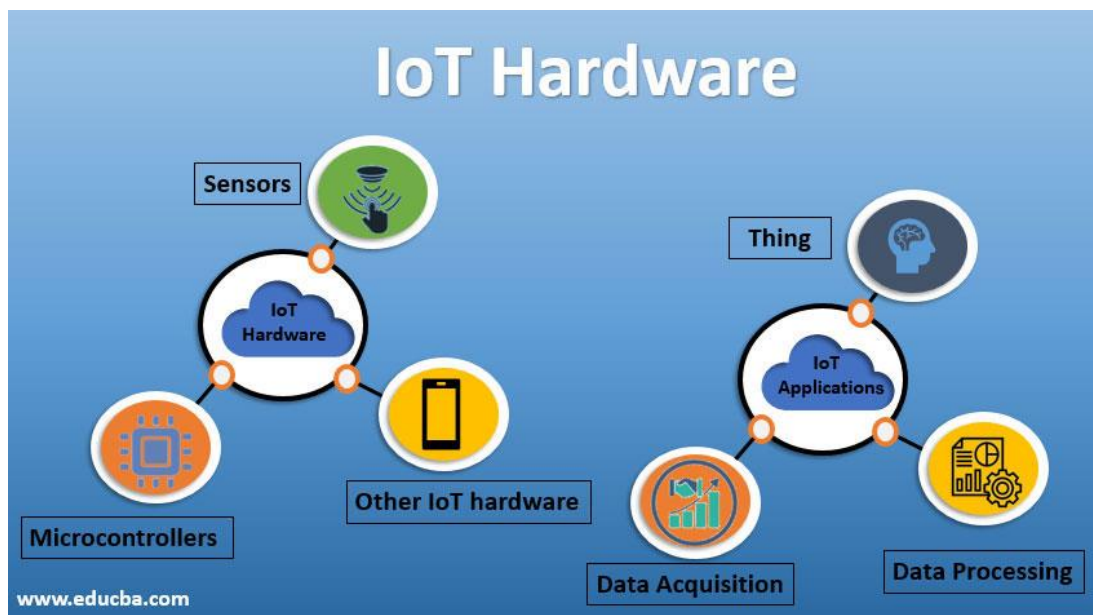 IoT Hardware
Sensors
IoT
Hardware
Microcontrollers
Other IoT hardware
Thing
IoT
Applications
Data Acquisition
Data Processing
www.educba.com